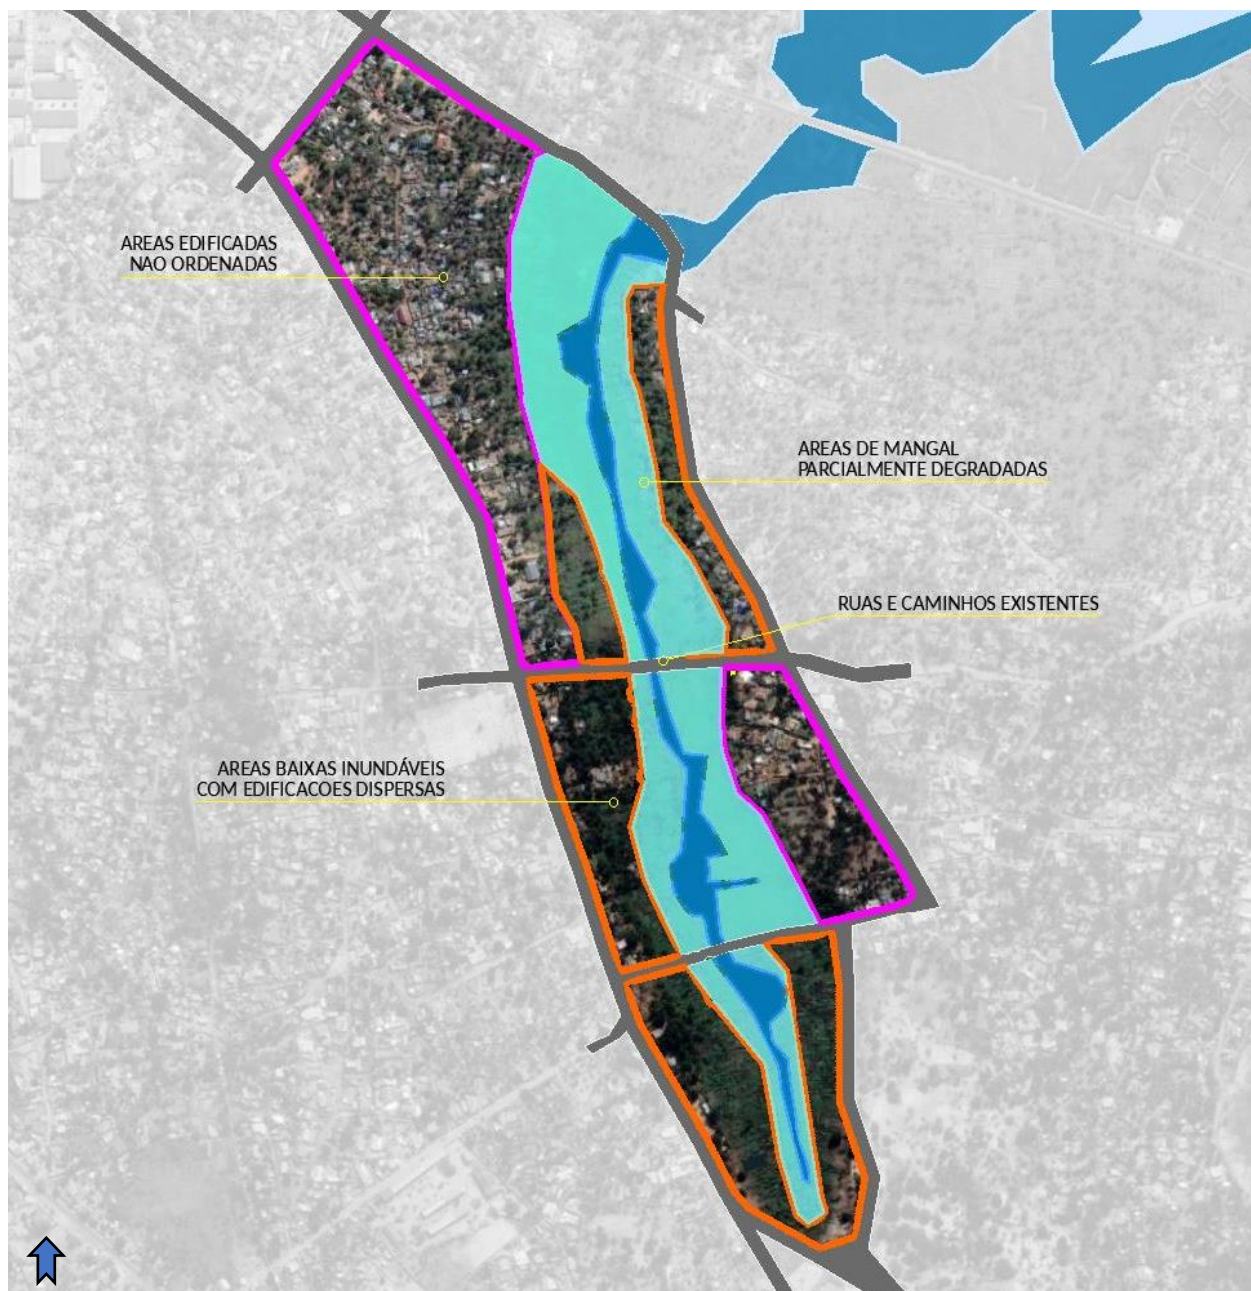 AREAS EDIFICADAS
NAO ORDENADAS
AREAS DE MANGAL
PARCIALMENTE DEGRADADAS
RUAS E CAMINHOS EXISTENTES
AREAS BAIXAS INUNDÁVEIS
COM EDIFICACOES DISPERSAS